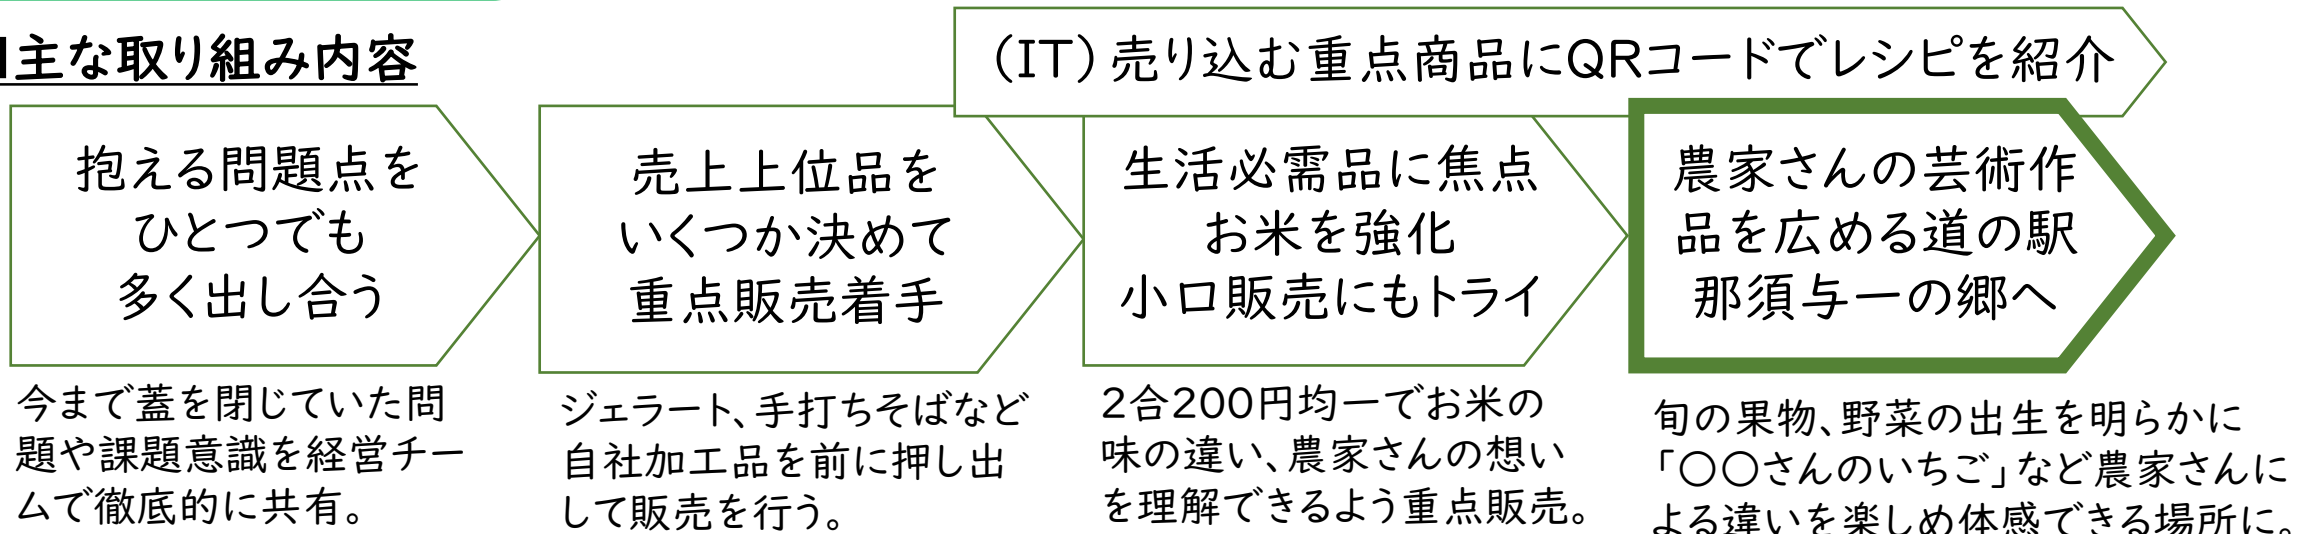 主な取り組み内容
(IT)売り込む重点商品にQRコードでレシピを紹介
抱える問題点を
ひとつでも
多く出し合う
今まで蓋を閉じていた問
題や課題意識を経営チー
ムで徹底的に共有。
売上上位品を
いくつか決めて
重点販売着手
ジェラート、手打ちそばなど
自社加工品を前に押し出
して販売を行う。
生活必需品に焦点
お米を強化
小口販売にもトライ
2合200円均一でお米の
味の違い、農家さんの想い
を理解できるよう重点販売。
農家さんの芸術作
品を広める道の駅
那須与一の郷へ
旬の果物、野菜の出生を明らかに
「〇〇さんのいちご」など農家さんに
よる違いを楽しめ体感できる場所に。